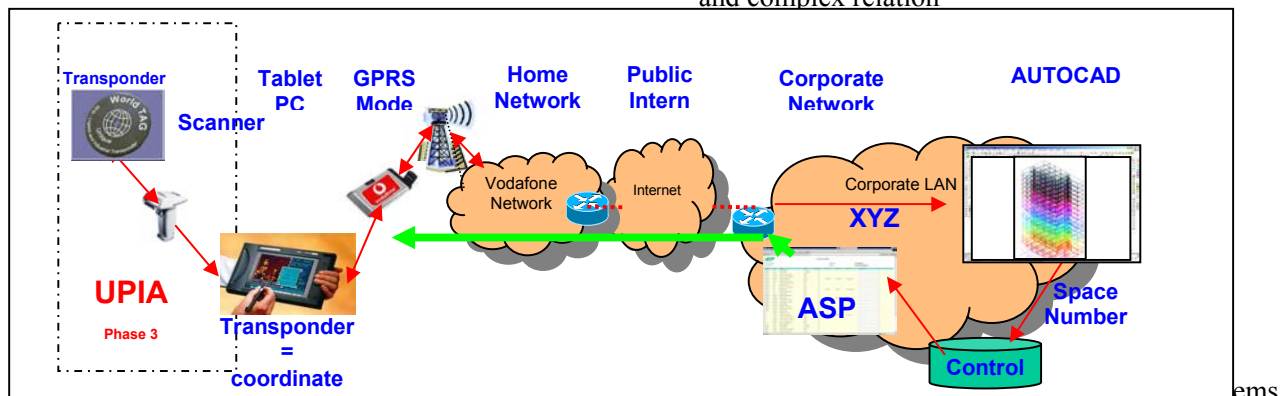 and complex relation
Transponder
Scanner
Tablet
PC
GPRS
Mode
Home
Network
Public
Intern
Corporate
Network
AUTOCAD
World TAG
Vodafone
Network
Internet
Corporate LAN
XYZ
UPIA
Phase 3
Transponder
=
coordinate
ASP
Space
Number
Control
ems